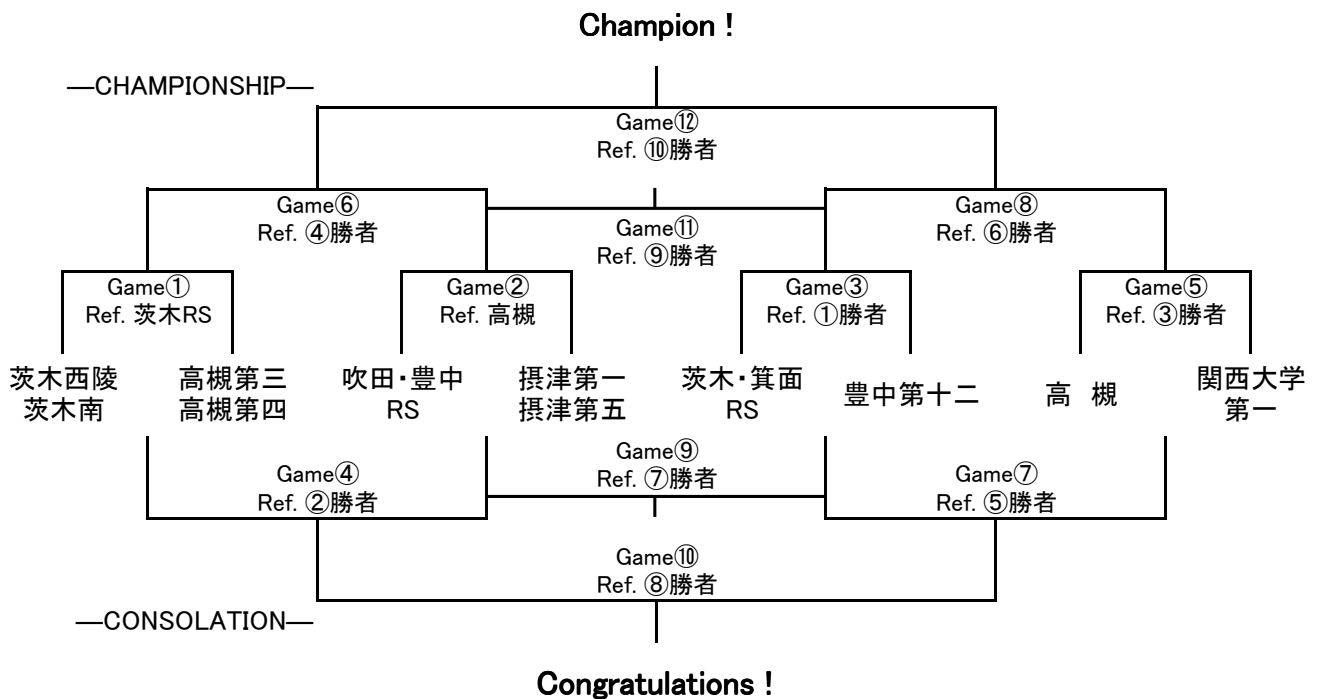 Champion !
―CHAMPIONSHIP―
Game⑫
Ref. ⑩勝者
Game⑥
Ref. ④勝者
Game⑪
Ref. ⑨勝者
Game⑧
Ref. ⑥勝者
Game①
Ref. 茨木RS
Game②
Ref. 高槻
Game③
Ref. ①勝者
Game⑤
Ref. ③勝者
茨木西陵
茨木南
高槻第三
高槻第四
吹田・豊中
RS
摂津第一
摂津第五
茨木・箕面
RS
豊中第十二
高 槻
関西大学
第一
Game④
Ref. ②勝者
Game⑨
Ref. ⑦勝者
Game⑦
Ref. ⑤勝者
Game⑩
Ref. ⑧勝者
―CONSOLATION―
Congratulations !